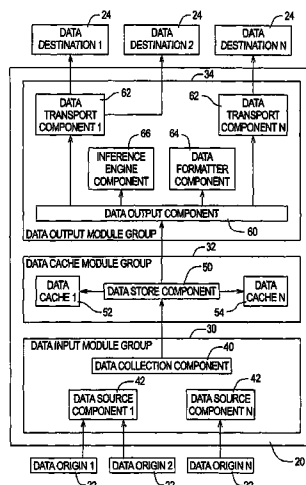 24 24 24
DATA DESTINATION 1 DATA DESTINATION 2 DATA DESTINATION N
34
62 62
DATA TRANSPORT COMPONENT 1 DATA TRANSPORT COMPONENT N
66 64
INFERENCE ENGINE COMPONENT DATA FORMATTER COMPONENT
DATA OUTPUT COMPONENT
60
DATA OUTPUT MODULE GROUP
32
DATA CACHE MODULE GROUP 50
DATA CACHE 1 DATA STORE COMPONENT DATA CACHE N
52 54
30
DATA INPUT MODULE GROUP 40
DATA COLLECTION COMPONENT
42 42
DATA SOURCE COMPONENT 1 DATA SOURCE COMPONENT N
20
DATA ORIGIN 1 DATA ORIGIN 2 DATA ORIGIN N
22 22 22